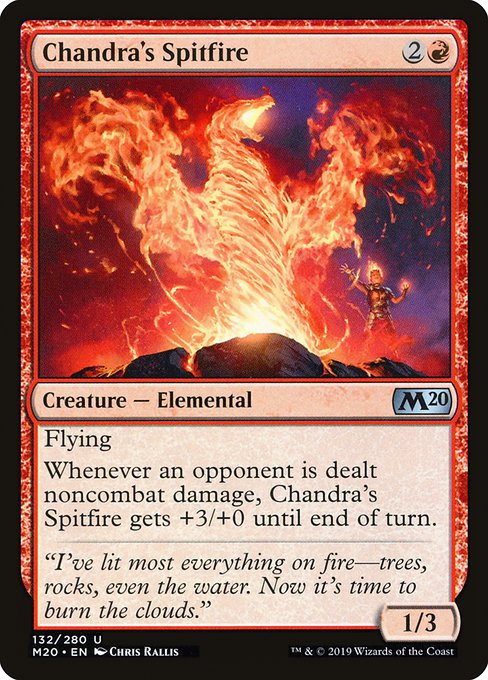 Chandra's Spitfire 2
Creature — Elemental M20
Flying
Whenever an opponent is dealt
noncombat damage, Chandra's
Spitfire gets +3/+0 until end of turn.
“I've lit most everything on fire—trees,
rocks, even the water. Now it's time to
burn the clouds.”
1/3
132/280 U
M20 • EN Chris Rallis ™ & © 2019 Wizards of the Coast